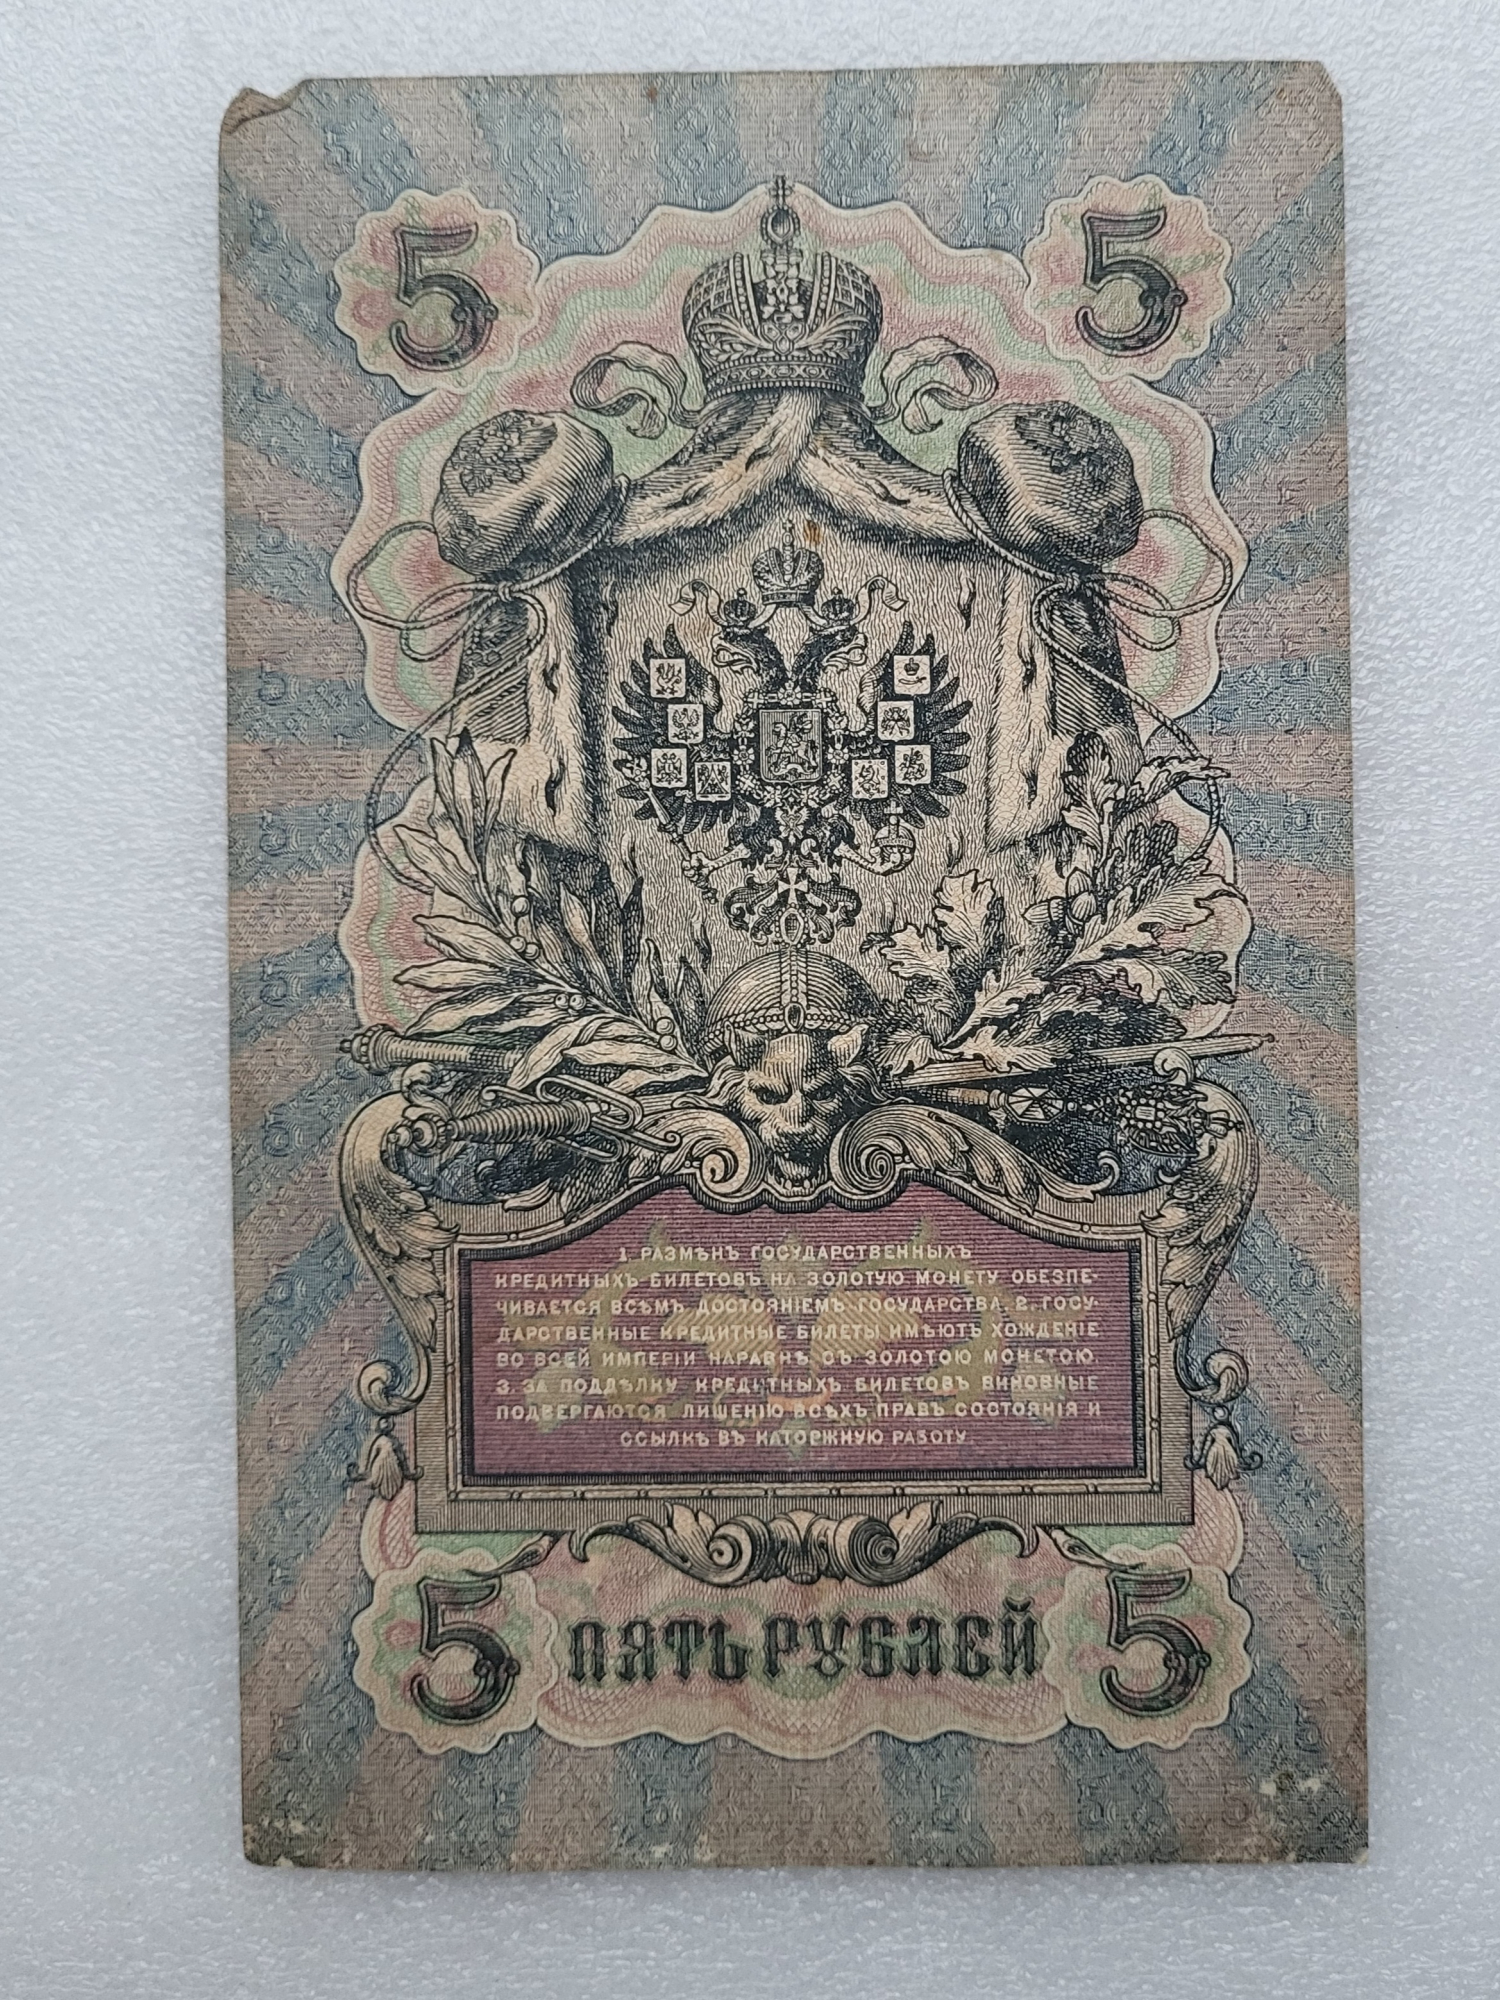 5 5
1. РАЗМѢНЪ ГОСУДАРСТВЕННЫХЪ
КРЕДИТНЫХЪ БИЛЕТОВЪ НА ЗОЛОТУЮ МОНЕТУ ОБЕЗПЕ-
ЧИВАЕТСЯ ВСѢМЪ ДОСТОЯНІЕМЪ ГОСУДАРСТВА. 2. ГОСУ-
ДАРСТВЕННЫЕ КРЕДИТНЫЕ БИЛЕТЫ ИМѢЮТЪ ХОЖДЕНІЕ
ВО ВСЕЙ ИМПЕРІИ НАРАВНѢ СЪ ЗОЛОТОЮ МОНЕТОЮ.
3. ЗА ПОДДѢЛКУ КРЕДИТНЫХЪ БИЛЕТОВЪ ВИНОВНЫЕ
ПОДВЕРГАЮТСЯ ЛИШЕНІЮ ВСѢХЪ ПРАВЪ СОСТОЯНІЯ И
ССЫЛКѢ ВЪ КАТОРЖНУЮ РАБОТУ.
5 ПЯТЬ РУБЛЕЙ 5